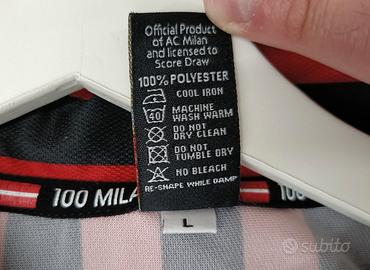 Official Product
of AC Milan
and licensed to
Score Draw
100% POLYESTER
COOL IRON
40
MACHINE
WASH WARM
DO NOT
DRY CLEAN
DO NOT
TUMBLE DRY
NO BLEACH
RE-SHAPE WHILE DAMP
100 MILA
100
L
subito